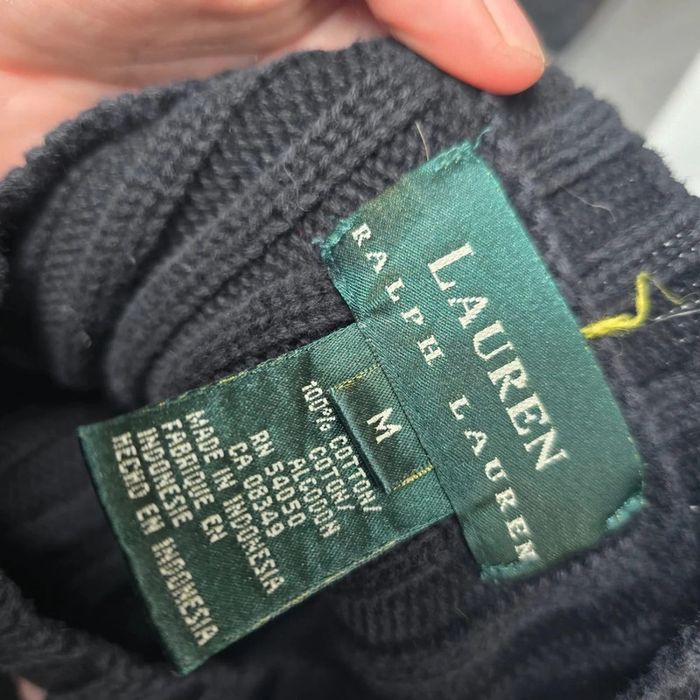 LAUREN
RALPH LAUREN
M
100% COTTON/
COTON/
ALGODON
RN 54050
CA 08349
MADE IN INDONESIA
FABRIQUE EN
INDONESIE
HECHO EN INDONESIA